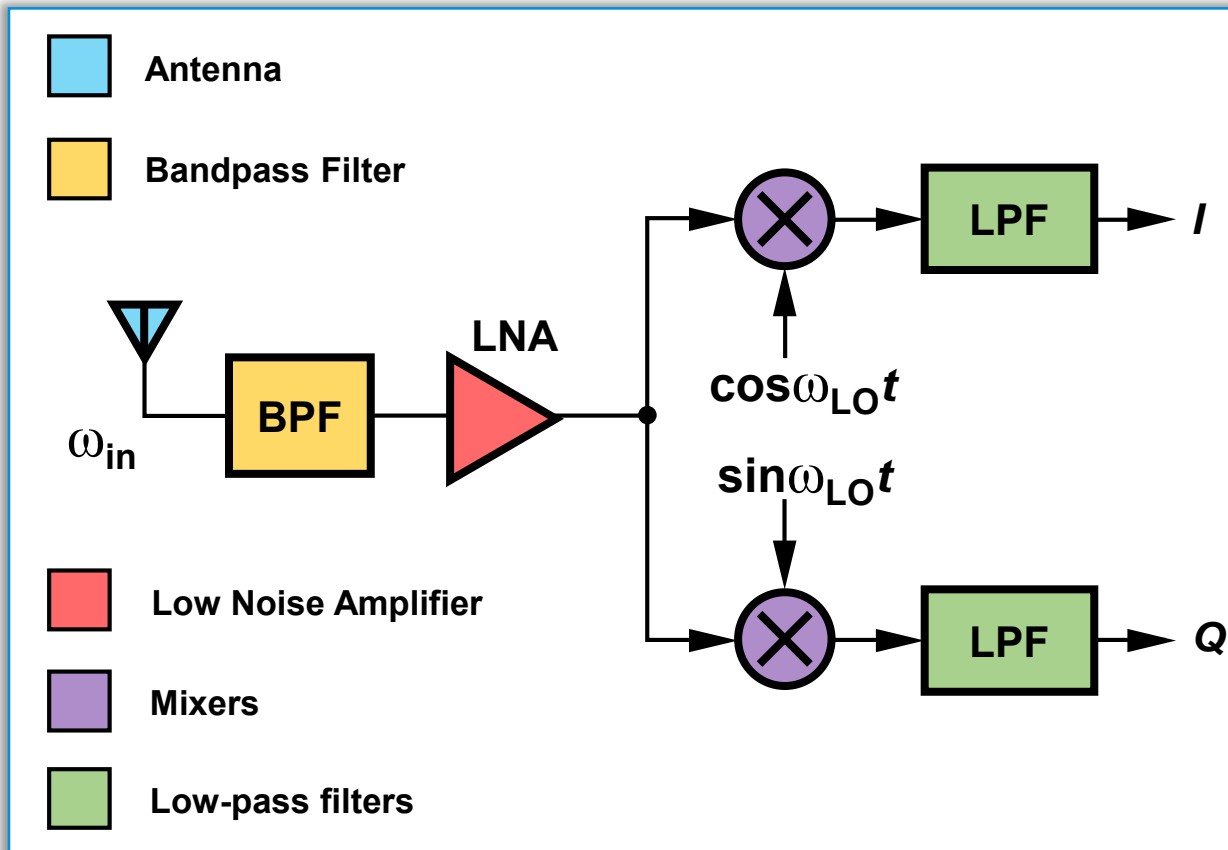 Antenna
Bandpass Filter
LPF
I
LNA
cosωLOt
BPF
ωin
sinωLOt
Low Noise Amplifier
LPF
Q
Mixers
Low-pass filters